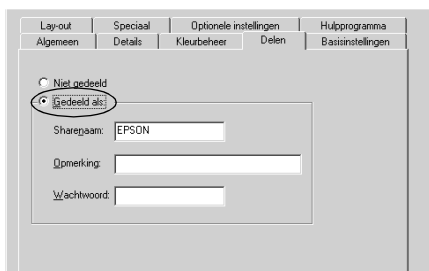 Lay-out Speciaal Optionele instellingen Hulpprogramma
Algemeen Details Kleurbeheer Delen Basisinstellingen
Niet gedeeld
Gedeeld als:
Sharenaam: EPSON
Opmerking:
Wachtwoord: